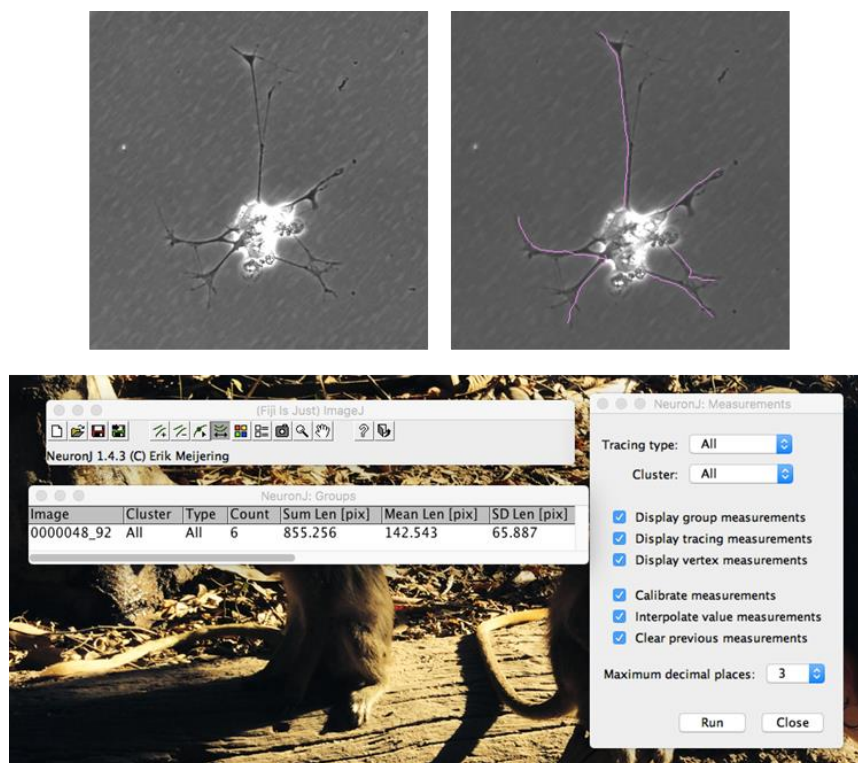 (Fiji Is Just) ImageJ
NeuronJ 1.4.3 (C) Erik Meijering
NeuronJ: Groups
Image Cluster Type Count Sum Len [pix] Mean Len [pix] SD Len [pix]
0000048_92 All All 6 855.256 142.543 65.887
NeuronJ: Measurements
Tracing type: All
Cluster: All
Display group measurements
Display tracing measurements
Display vertex measurements
Calibrate measurements
Interpolate value measurements
Clear previous measurements
Maximum decimal places: 3
Run Close